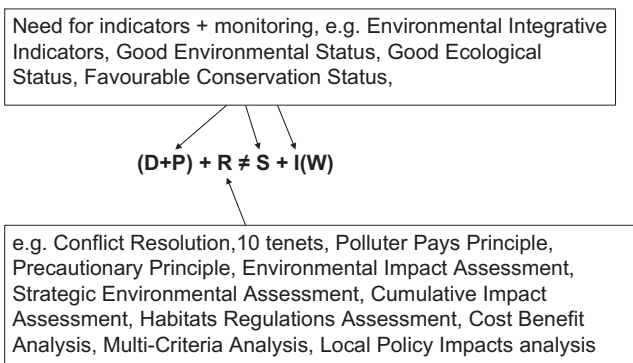 Need for indicators + monitoring, e.g. Environmental Integrative
Indicators, Good Environmental Status, Good Ecological
Status, Favourable Conservation Status,
(D+P) + R ≠ S + I(W)
e.g. Conflict Resolution,10 tenets, Polluter Pays Principle,
Precautionary Principle, Environmental Impact Assessment,
Strategic Environmental Assessment, Cumulative Impact
Assessment, Habitats Regulations Assessment, Cost Benefit
Analysis, Multi-Criteria Analysis, Local Policy Impacts analysis